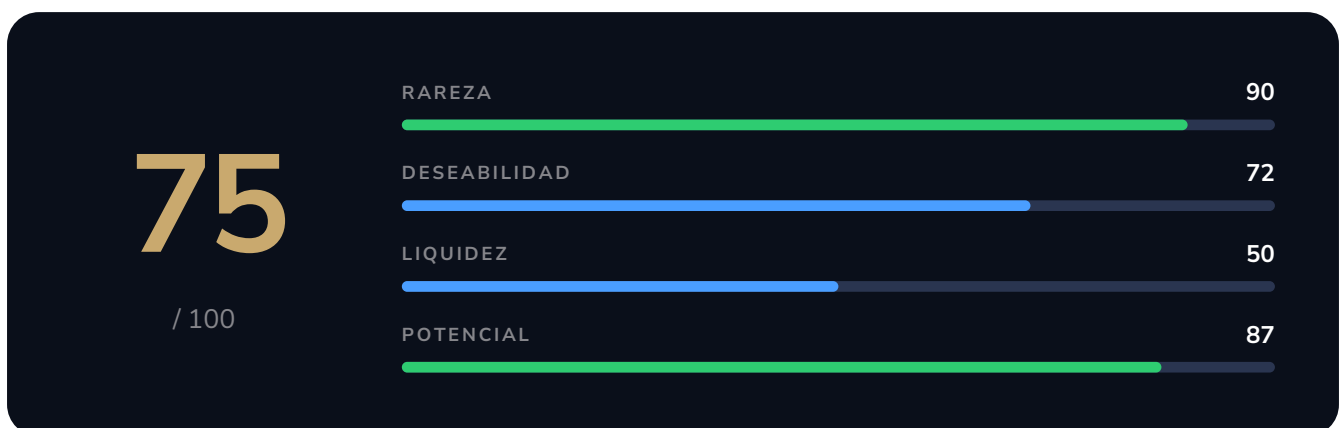 75
/ 100
RAREZA 90
DESEABILIDAD 72
LIQUIDEZ 50
POTENCIAL 87